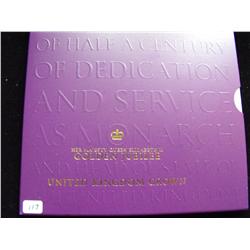 OF HALF A CENTURY
OF DEDICATION
AND SERVICE
AS MONARCH
HER MAJESTY QUEEN ELIZABETH II
GOLDEN JUBILEE
UNITED KINGDOM CROWN
117